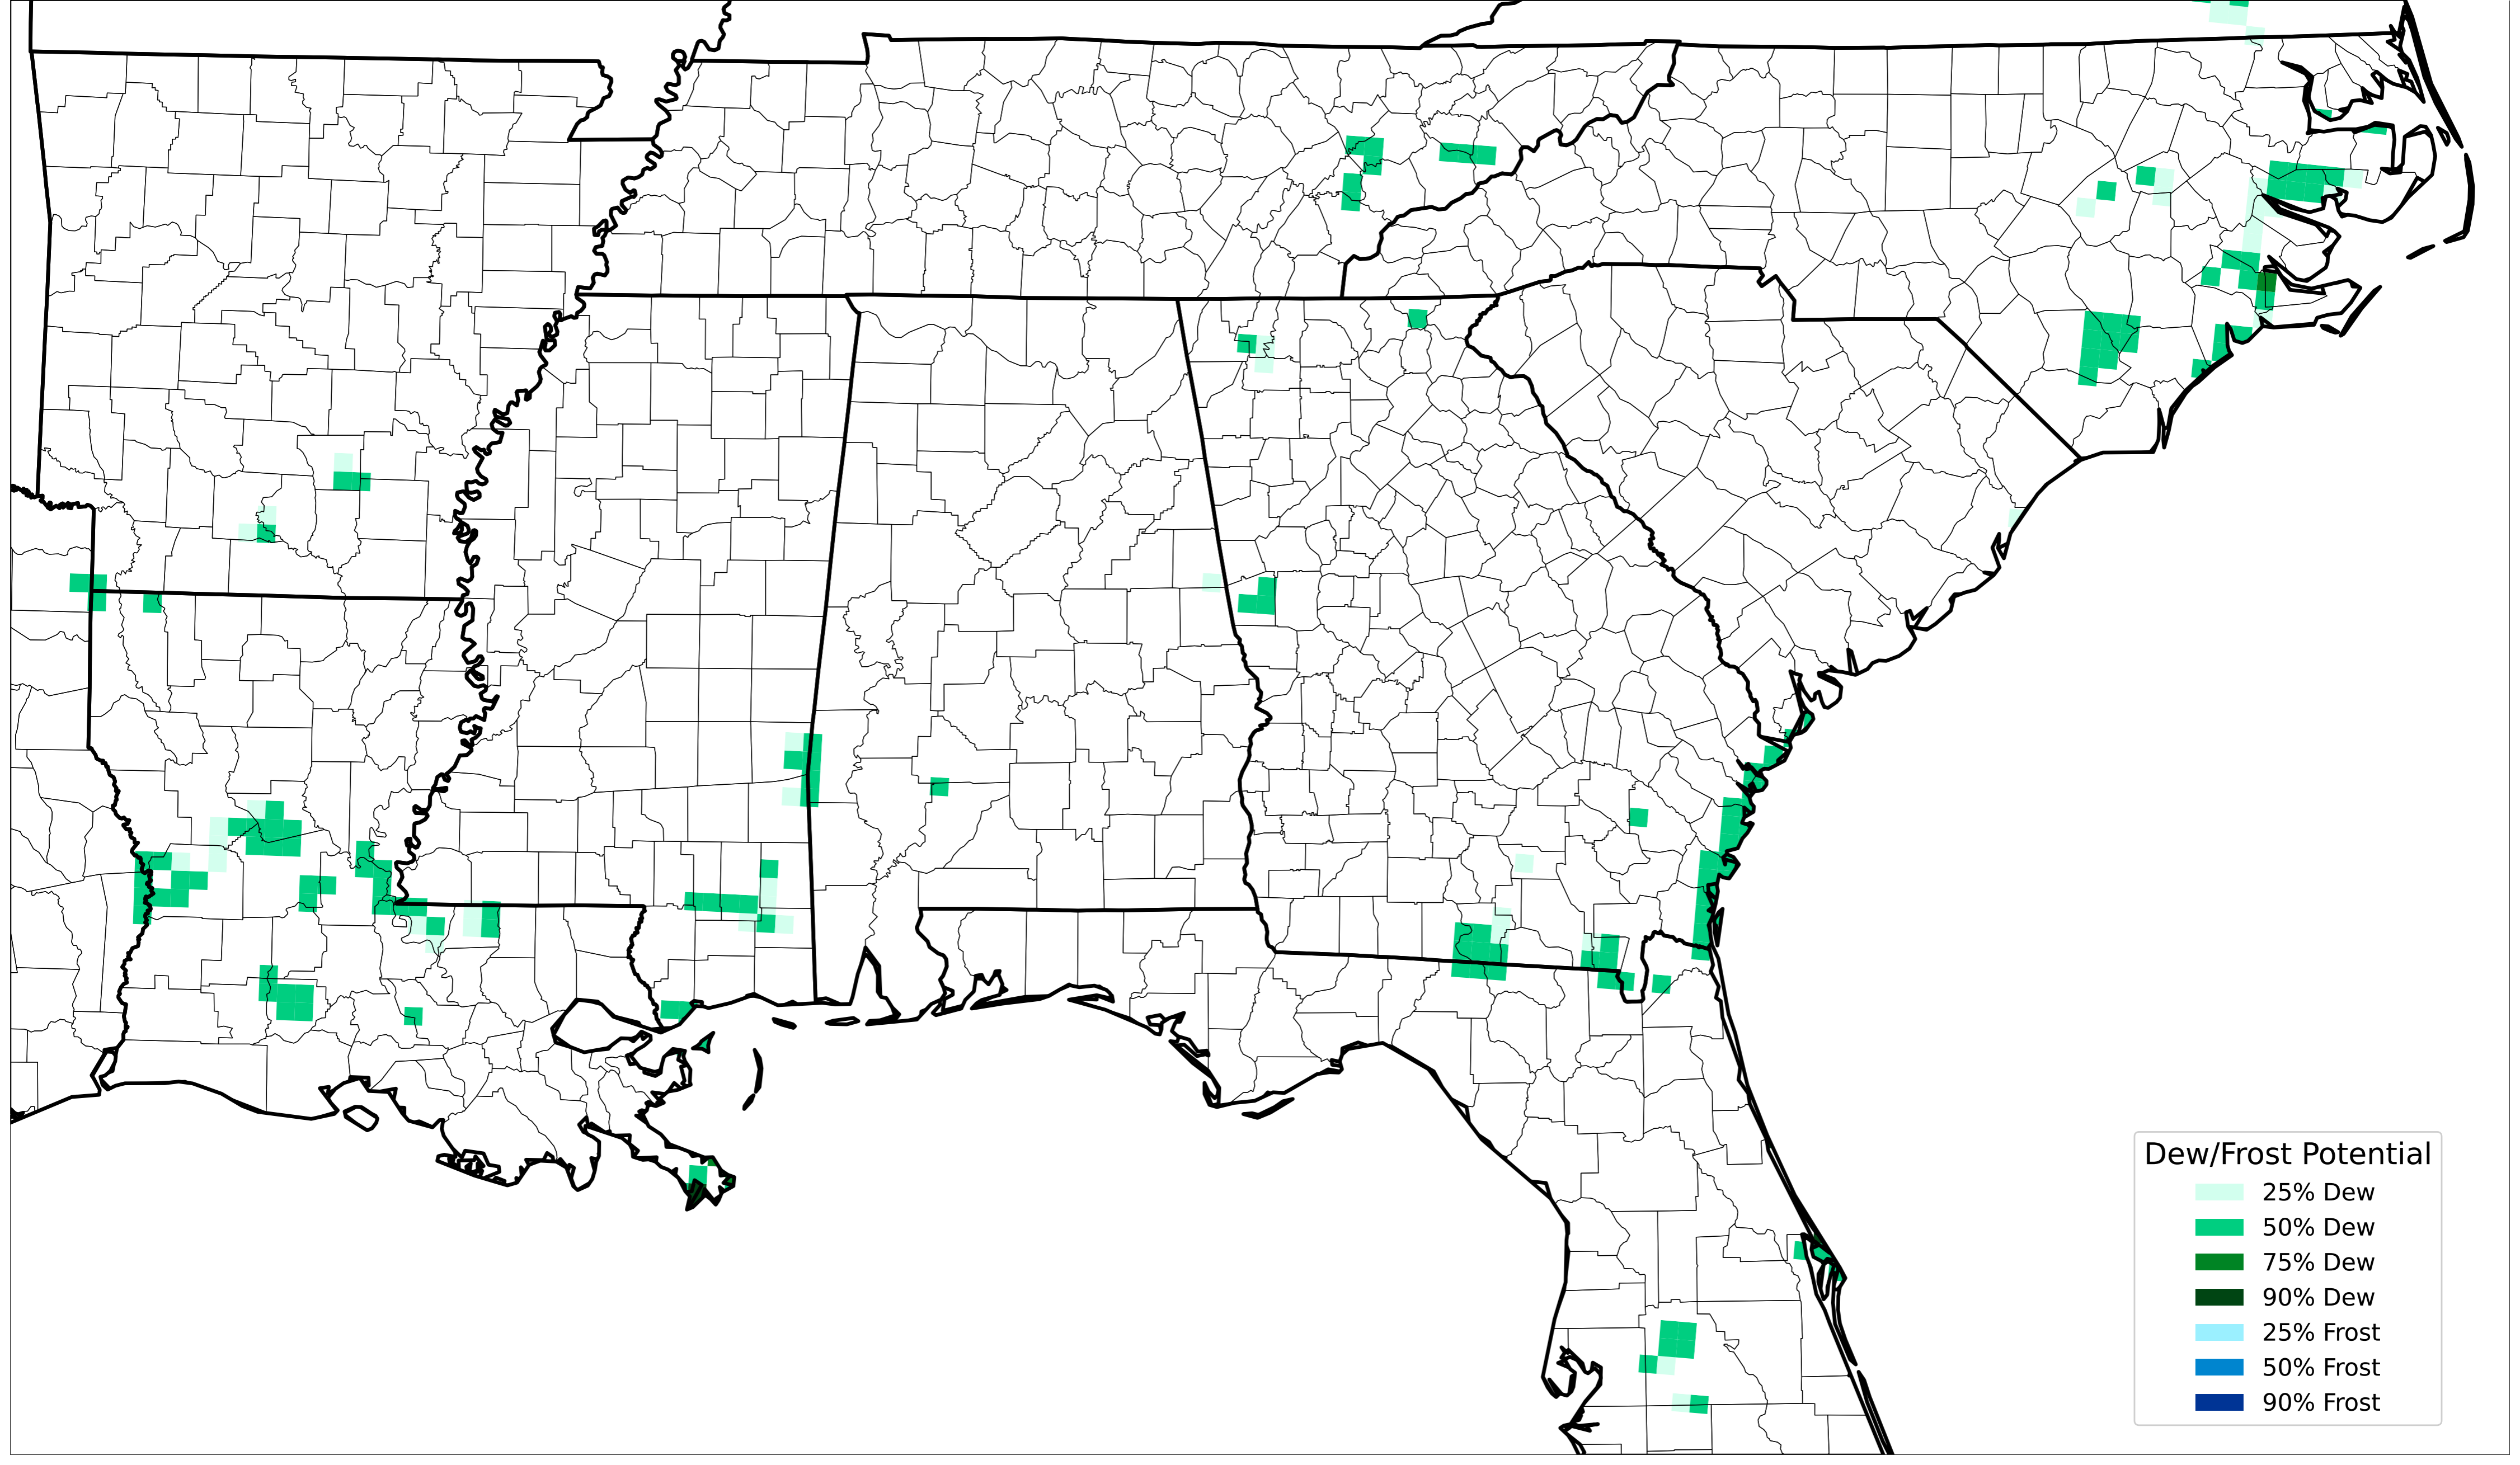 Dew/Frost Potential
25% Dew
50% Dew
75% Dew
90% Dew
25% Frost
50% Frost
90% Frost